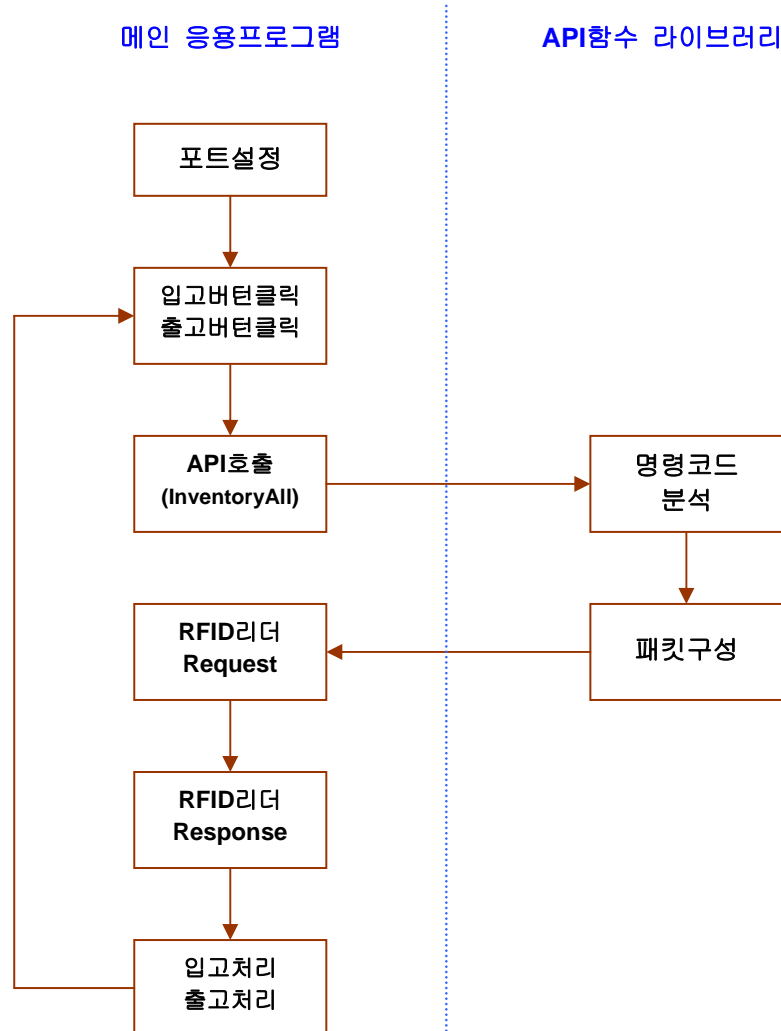 메인 응용프로그램
API함수 라이브러리
포트설정
입고버턴클릭
출고버턴클릭
API호출
(InventoryAll)
명령코드
분석
RFID리더
Request
패킷구성
RFID리더
Response
입고처리
출고처리